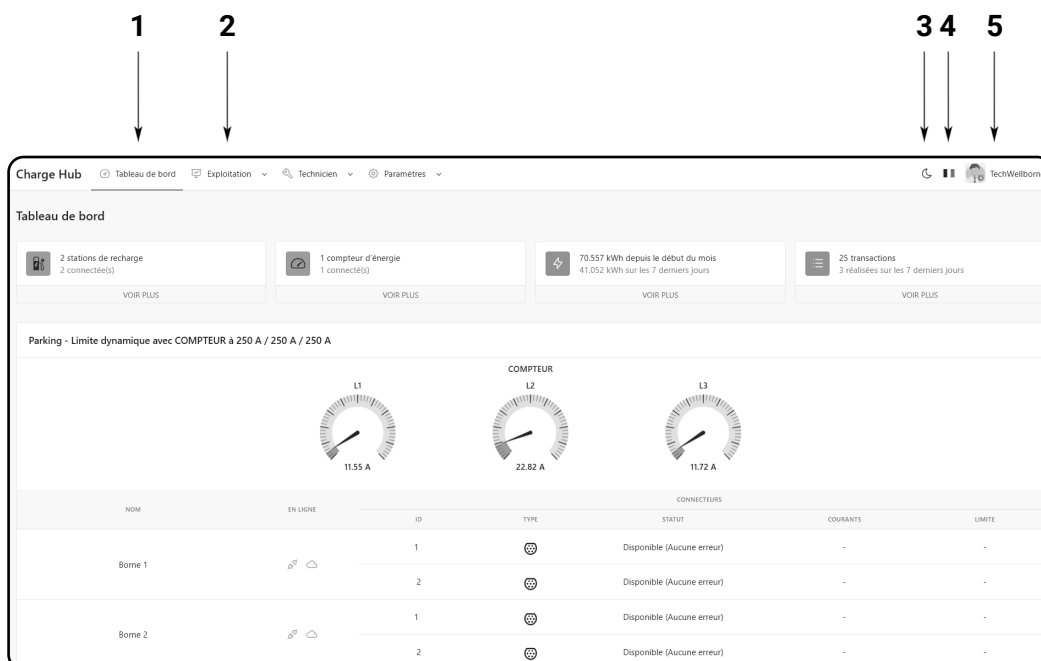 1 2 3 4 5
Charge Hub Tableau de bord Exploitation Technicien Paramètres TechWellborne
Tableau de bord
2 stations de recharge 1 compteur d'énergie 70.557 kWh depuis le début du mois 25 transactions
2 connectée(s) 1 connecté(s) 41.052 kWh sur les 7 derniers jours 3 réalisées sur les 7 derniers jours
VOIR PLUS VOIR PLUS VOIR PLUS VOIR PLUS
Parking - Limite dynamique avec COMPTEUR à 250 A / 250 A / 250 A
COMPTEUR
L1 L2 L3
11.55 A 22.82 A 11.72 A
CONNECTEURS
NOM EN LIGNE
ID TYPE STATUT COURANTS LIMITE
1 Disponible (Aucune erreur) - -
Borne 1
2 Disponible (Aucune erreur) - -
1 Disponible (Aucune erreur) - -
Borne 2
2 Disponible (Aucune erreur) - -